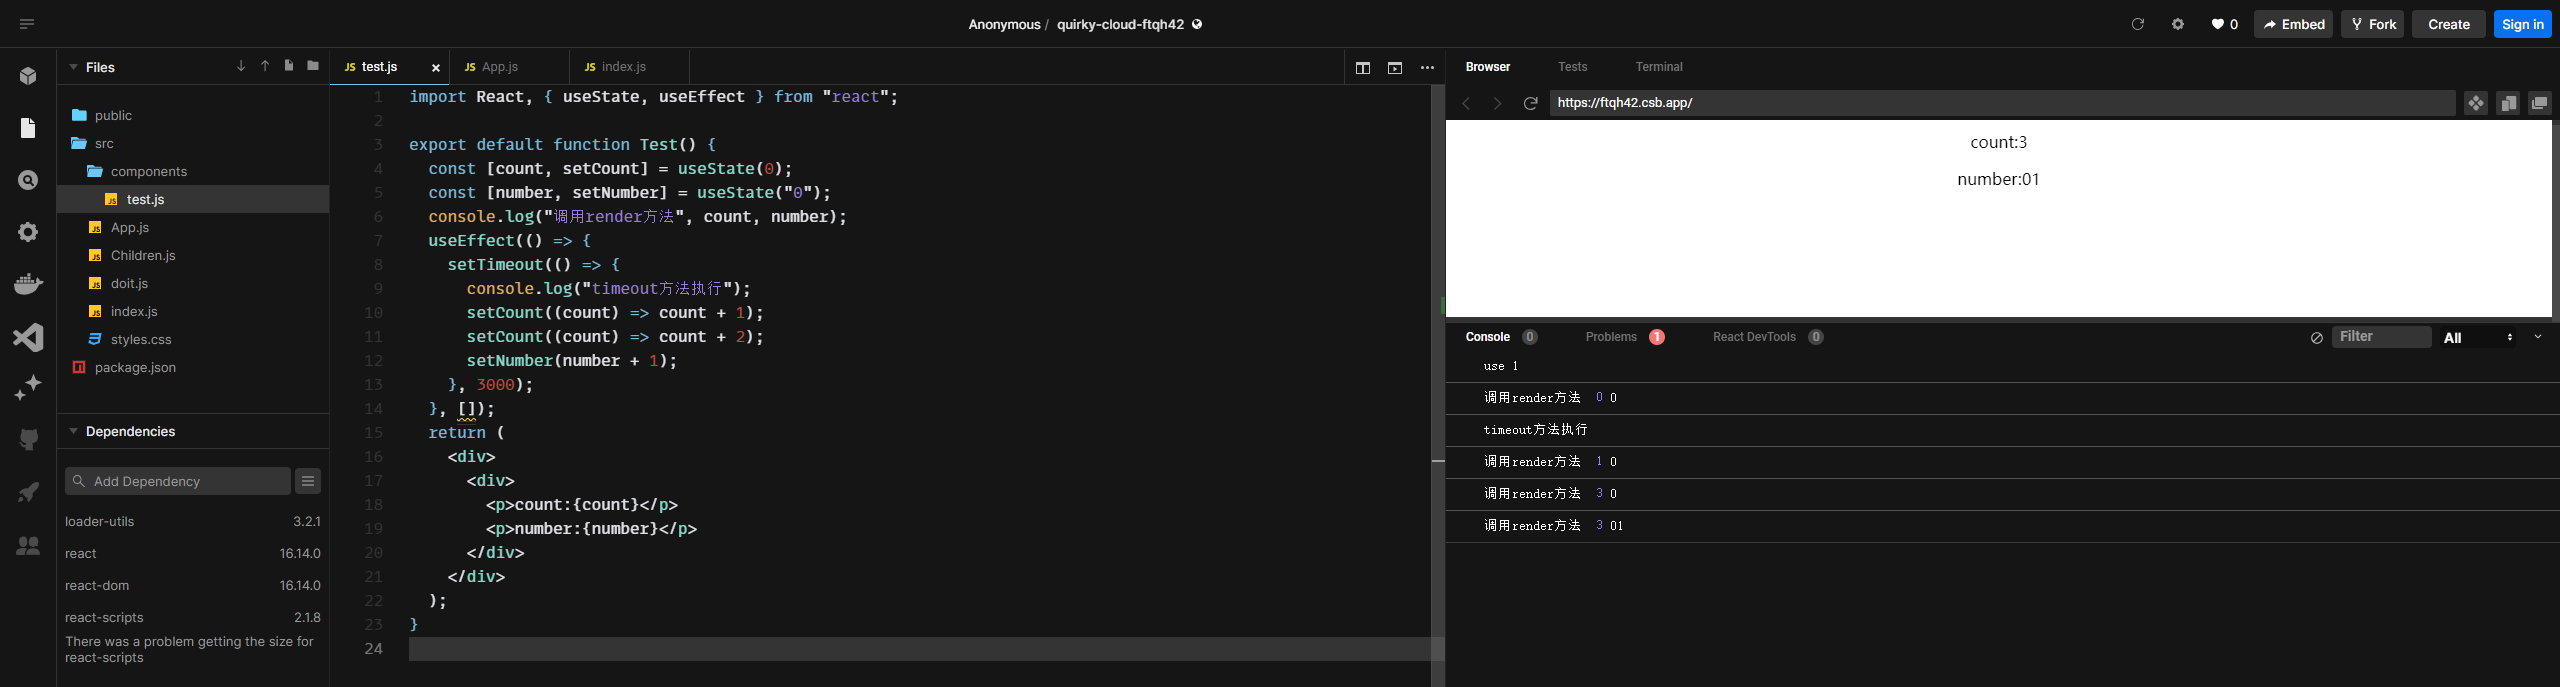 Anonymous / quirky-cloud-ftqh42
0
Embed
Fork
Create
Sign in
Files
public
src
components
test.js
App.js
Children.js
doit.js
index.js
styles.css
package.json
Dependencies
Add Dependency
loader-utils 3.2.1
react 16.14.0
react-dom 16.14.0
react-scripts 2.1.8
There was a problem getting the size for
react-scripts
JS test.js
JS App.js
JS index.js
1 import React, { useState, useEffect } from "react";
2
3 export default function Test() {
4 const [count, setCount] = useState(0);
5 const [number, setNumber] = useState("0");
6 console.log("调用render方法", count, number);
7 useEffect(() => {
8 setTimeout(() => {
9 console.log("timeout方法执行");
10 setCount((count) => count + 1);
11 setCount((count) => count + 2);
12 setNumber(number + 1);
13 }, 3000);
14 }, []);
15 return (
16 <div>
17 <div>
18 <p>count:{count}</p>
19 <p>number:{number}</p>
20 </div>
21 </div>
22 );
23 }
24
Browser Tests Terminal
https://ftqh42.csb.app/
count:3
number:01
Console 0 Problems 1 React DevTools 0
Filter
All
use 1
调用render方法 0 0
timeout方法执行
调用render方法 1 0
调用render方法 3 0
调用render方法 3 01